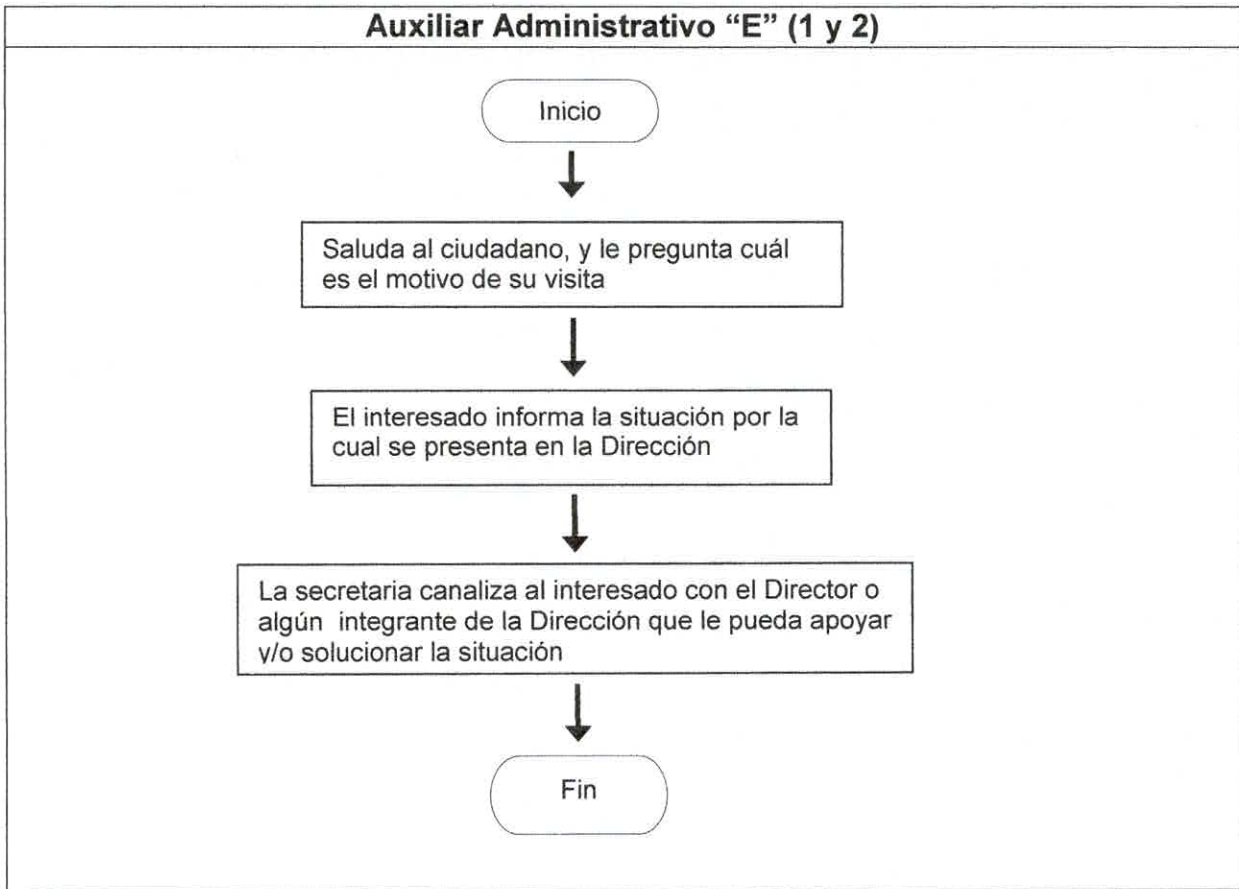 Auxiliar Administrativo “E” (1 y 2)
Inicio
Saluda al ciudadano, y le pregunta cuál
es el motivo de su visita
El interesado informa la situación por la
cual se presenta en la Dirección
La secretaria canaliza al interesado con el Director o
algún integrante de la Dirección que le pueda apoyar
y/o solucionar la situación
Fin